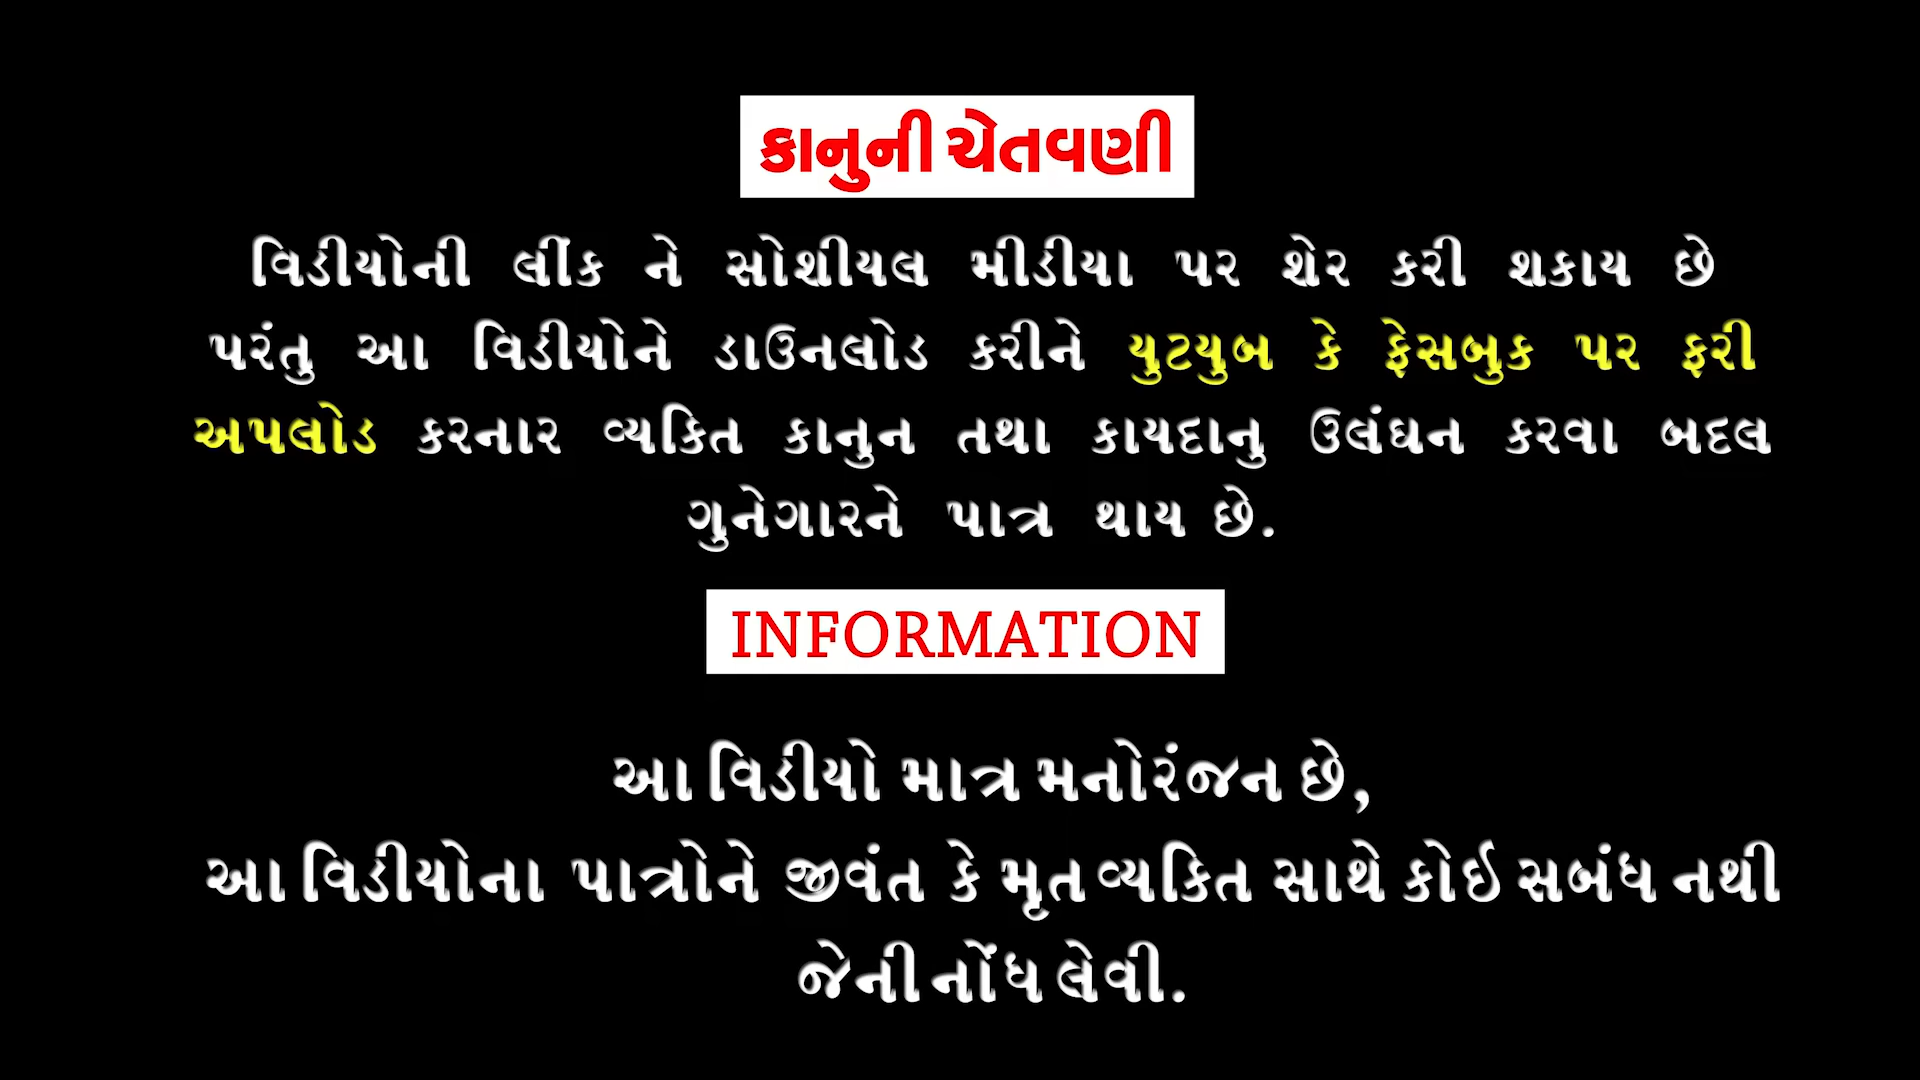 કાનુની ચેતવણી
વિડીયોની લીંક ને સોશીયલ મીડીયા પર શેર કરી શકાય છે
પરંતુ આ વિડીયોને ડાઉનલોડ કરીને યુટયુબ કે ફેસબુક પર ફરી
અપલોડ કરનાર વ્યકિત કાનુન તથા કાયદાનુ ઉલંઘન કરવા બદલ
ગુનેગારને પાત્ર થાય છે.
INFORMATION
આ વિડીયો માત્ર મનોરંજન છે,
આ વિડીયોના પાત્રોને જીવંત કે મૃત વ્યકિત સાથે કોઇ સબંધ નથી
જેની નોંધ લેવી.